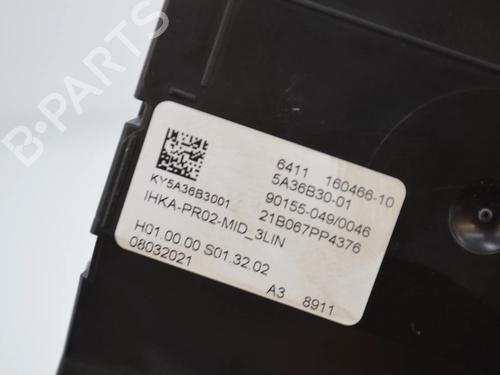 B-PARTS
6411 160466-10
5A36B30-01
KY5A36B3001
90155-049/0046
IHKA-PR02-MID_3LIN
21B067PP4376
H01.00.00 S01.32.02
08032021
A3 8911